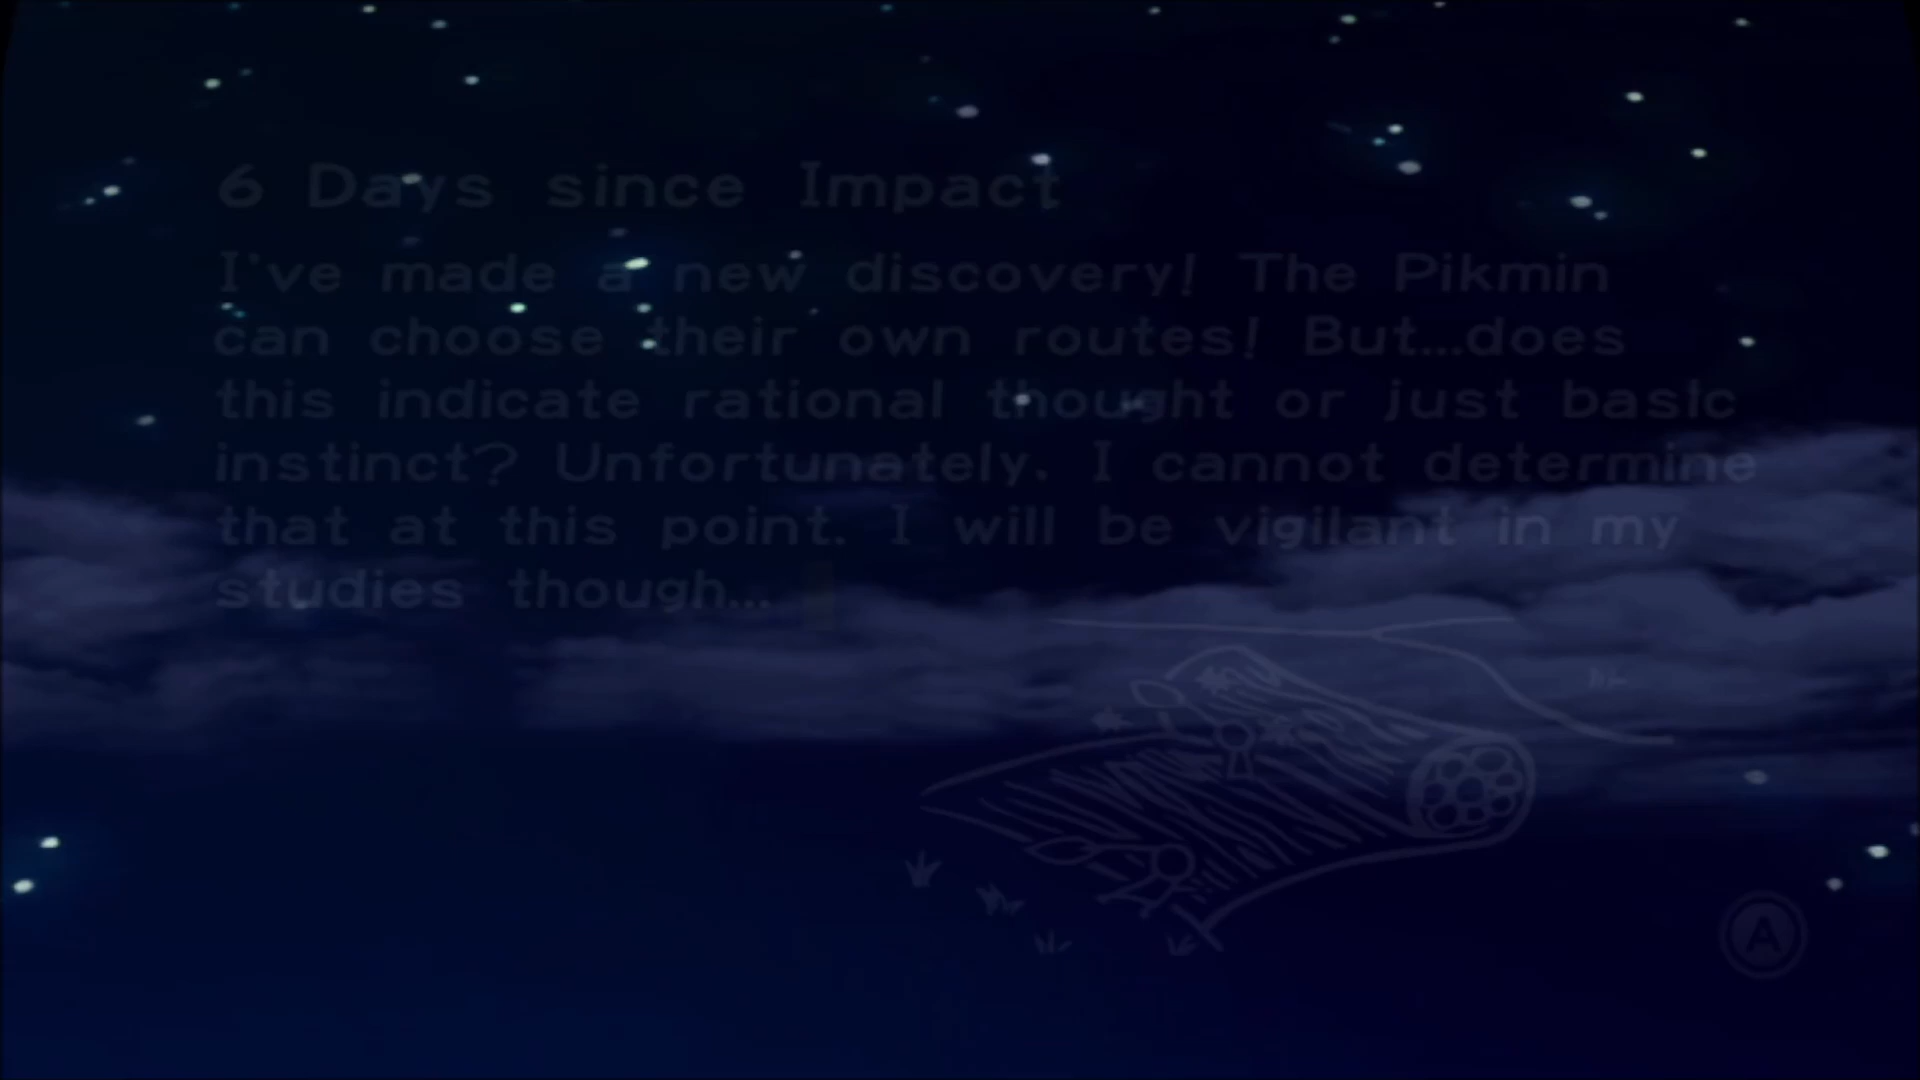 6 Days since Impact
I've made a new discovery! The Pikmin
can choose their own routes! But...does
this indicate rational thought or just basic
instinct? Unfortunately, I cannot determine
that at this point. I will be vigilant in my
studies though...
A